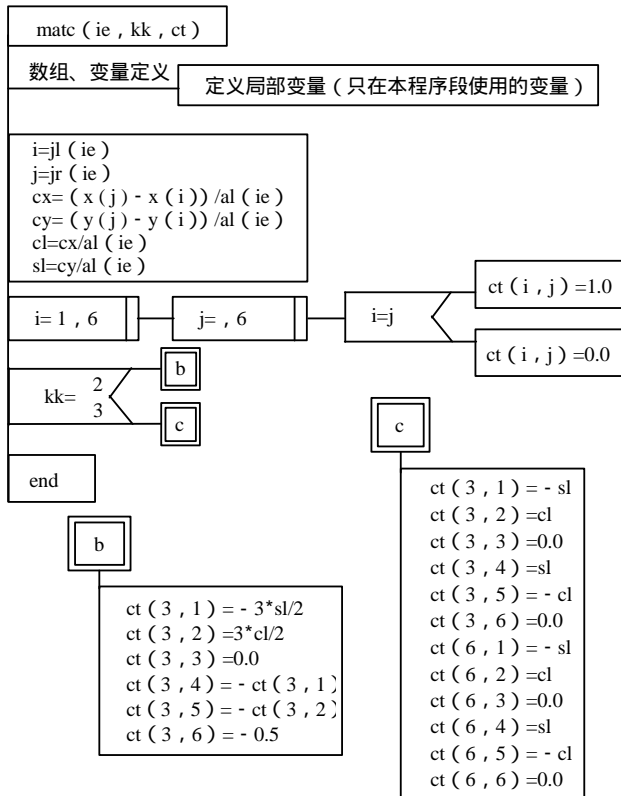 matc ( ie , kk , ct )
数组、变量定义
定义局部变量 ( 只在本程序段使用的变量 )
i=jl ( ie )
j=jr ( ie )
cx= ( x ( j ) - x ( i ) ) /al ( ie )
cy= ( y ( j ) - y ( i ) ) /al ( ie )
cl=cx/al ( ie )
sl=cy/al ( ie )
i= 1 , 6
j= , 6
i=j
ct ( i , j ) =1.0
ct ( i , j ) =0.0
kk=
2
3
b
c
end
b
ct ( 3 , 1 ) = - 3*sl/2
ct ( 3 , 2 ) =3*cl/2
ct ( 3 , 3 ) =0.0
ct ( 3 , 4 ) = - ct ( 3 , 1 )
ct ( 3 , 5 ) = - ct ( 3 , 2 )
ct ( 3 , 6 ) = - 0.5
c
ct ( 3 , 1 ) = - sl
ct ( 3 , 2 ) =cl
ct ( 3 , 3 ) =0.0
ct ( 3 , 4 ) =sl
ct ( 3 , 5 ) = - cl
ct ( 3 , 6 ) =0.0
ct ( 6 , 1 ) = - sl
ct ( 6 , 2 ) =cl
ct ( 6 , 3 ) =0.0
ct ( 6 , 4 ) =sl
ct ( 6 , 5 ) = - cl
ct ( 6 , 6 ) =0.0